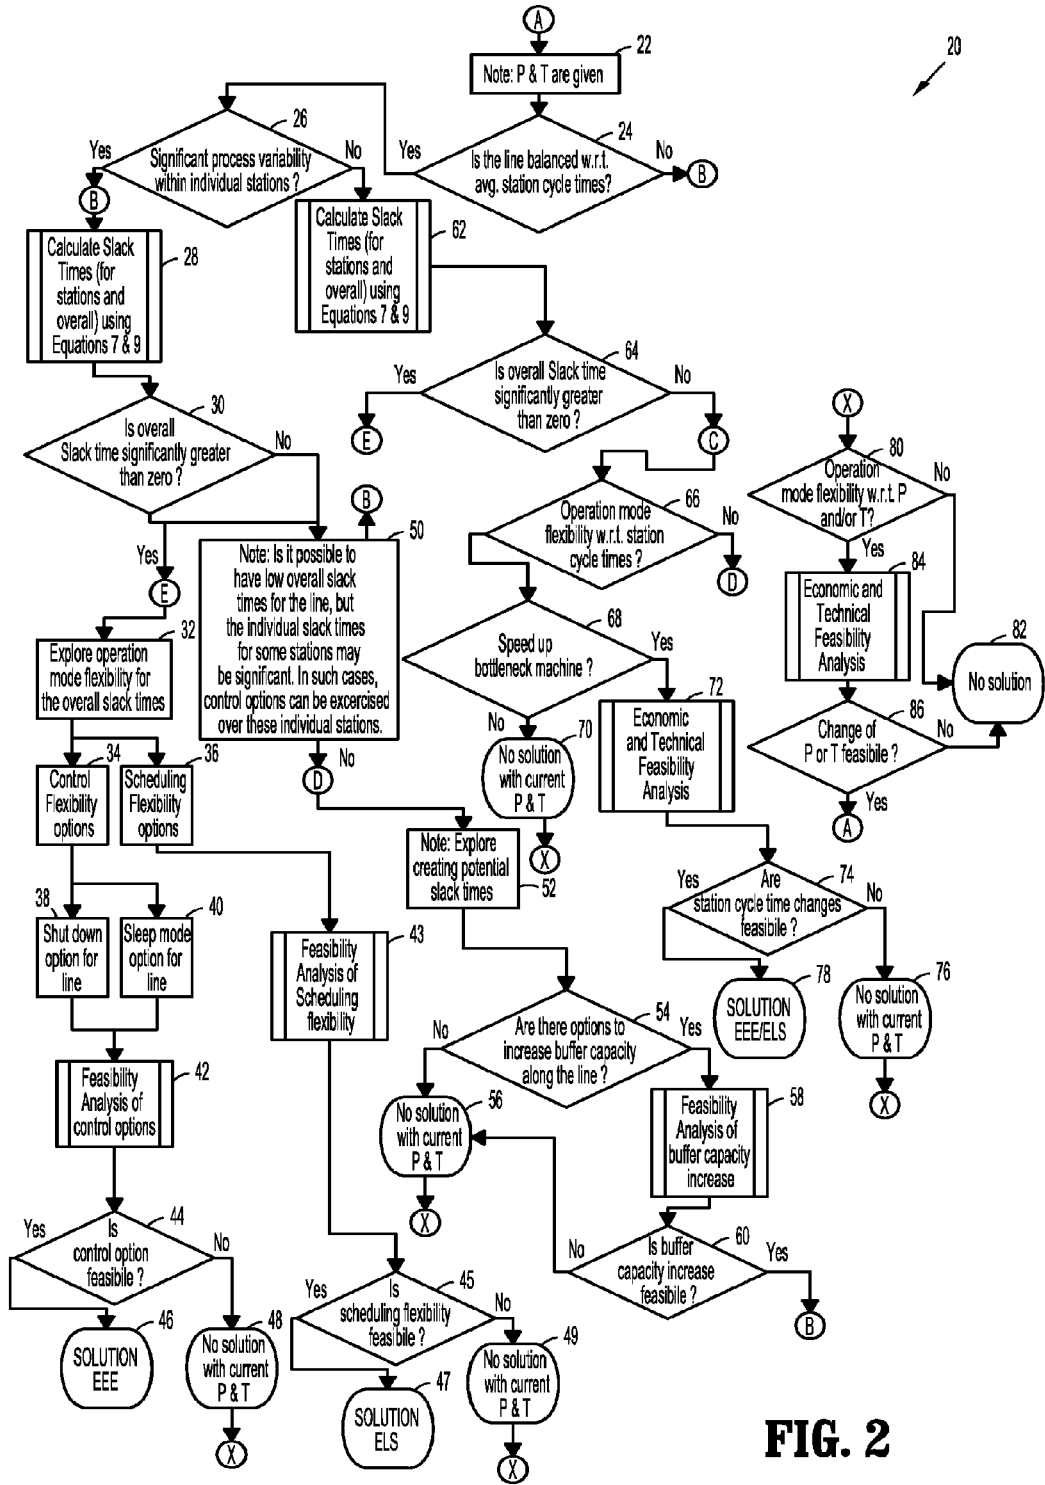 A
22
20
Note: P & T are given
26
24
Yes
Significant process variability
within individual stations ?
No
Yes
Is the line balanced w.r.t.
avg. station cycle times?
No
B
B
Calculate Slack
Times (for
stations and
overall) using
Equations 7 & 9
28
Calculate Slack
Times (for
stations and
overall) using
Equations 7 & 9
62
64
Yes
Is overall Slack time
significantly greater
than zero ?
No
E
C
30
Is overall
Slack time significantly greater
than zero ?
No
Yes
E
X
80
Operation
mode flexibility w.r.t. P
and/or T?
No
Yes
66
Operation mode
flexibility w.r.t. station
cycle times ?
No
D
B
50
Note: Is it possible to
have low overall slack
times for the line, but
the individual slack times
for some stations may
be significant. In such cases,
control options can be excercised
over these individual stations.
No
D
84
Economic and
Technical
Feasibility
Analysis
82
No solution
32
Explore operation
mode flexibility for
the overall slack times
68
Speed up
bottleneck machine ?
Yes
No
72
Economic
and Technical
Feasibility
Analysis
86
Change of
P or T feasibile ?
No
Yes
A
34
Control
Flexibility
options
36
Scheduling
Flexibility
options
70
No solution
with current
P & T
X
Note: Explore
creating potential
slack times
52
74
Yes
Are
station cycle time changes
feasibile ?
No
38
Shut down
option for
line
40
Sleep mode
option for
line
43
Feasibility
Analysis of
Scheduling
flexibility
78
SOLUTION
EEE/ELS
76
No solution
with current
P & T
X
54
No
Are there options to
increase buffer capacity
along the line ?
Yes
42
Feasibility
Analysis of
control options
56
No solution
with current
P & T
X
58
Feasibility
Analysis of
buffer capacity
increase
44
Yes
Is
control option
feasibile ?
No
60
No
Is buffer
capacity increase
feasibile ?
Yes
B
45
Yes
Is
scheduling flexibility
feasibile ?
No
46
SOLUTION
EEE
48
No solution
with current
P & T
X
47
SOLUTION
ELS
49
No solution
with current
P & T
X
FIG. 2